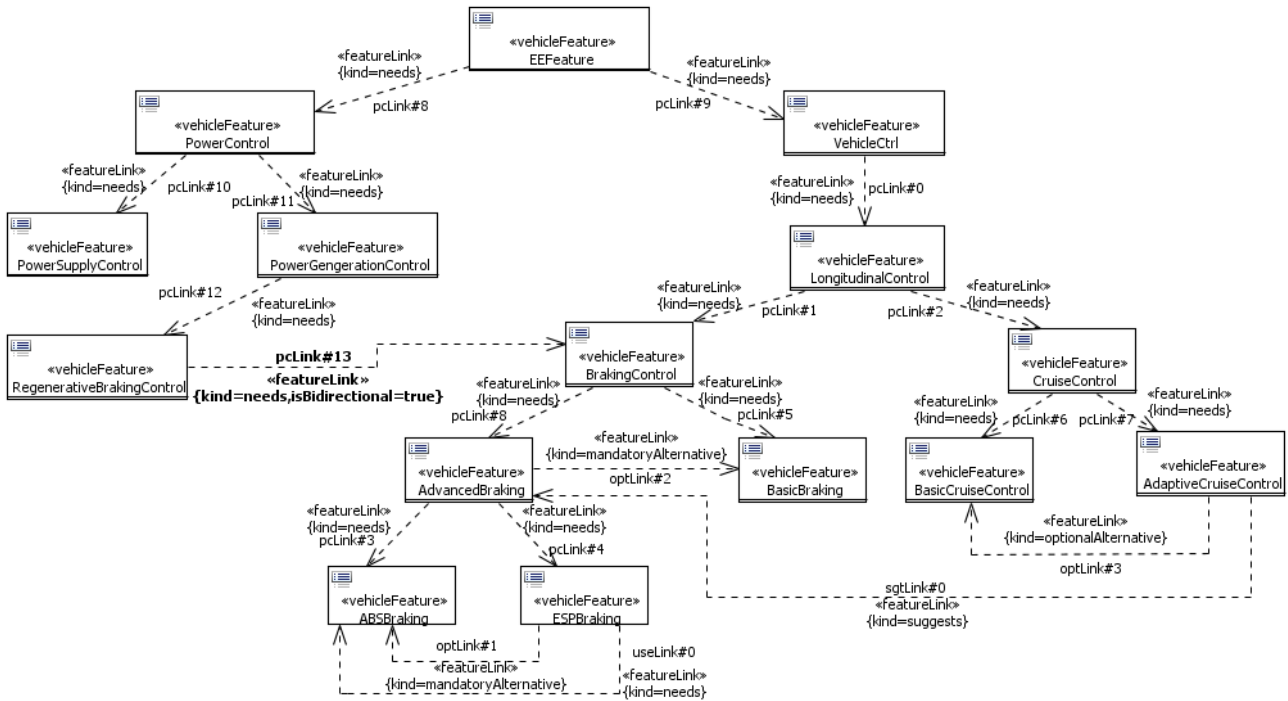 «vehicleFeature»
EEFeature
«featureLink»
{kind=needs}
pcLink#8
«featureLink»
{kind=needs}
pcLink#9
«vehicleFeature»
PowerControl
«vehicleFeature»
VehicleCtrl
«featureLink»
{kind=needs}
pcLink#10
«featureLink»
{kind=needs}
pcLink#11
«featureLink»
{kind=needs}
pcLink#0
«vehicleFeature»
PowerSupplyControl
«vehicleFeature»
PowerGengerationControl
«vehicleFeature»
LongitudinalControl
pcLink#12
«featureLink»
{kind=needs}
«featureLink»
{kind=needs}
pcLink#1
«featureLink»
{kind=needs}
pcLink#2
«vehicleFeature»
RegenerativeBrakingControl
pcLink#13
«featureLink»
{kind=needs,isBidirectional=true}
«vehicleFeature»
BrakingControl
«vehicleFeature»
CruiseControl
«featureLink»
{kind=needs}
pcLink#8
«featureLink»
{kind=needs}
pcLink#5
«featureLink»
{kind=needs}
pcLink#6
«featureLink»
{kind=needs}
pcLink#7
«vehicleFeature»
AdvancedBraking
«featureLink»
{kind=mandatoryAlternative}
optLink#2
«vehicleFeature»
BasicBraking
«vehicleFeature»
BasicCruiseControl
«vehicleFeature»
AdaptiveCruiseControl
«featureLink»
{kind=needs}
pcLink#3
«featureLink»
{kind=needs}
pcLink#4
«featureLink»
{kind=optionalAlternative}
optLink#3
sgtLink#0
«featureLink»
{kind=suggests}
«vehicleFeature»
ABSBraking
«vehicleFeature»
ESPBraking
optLink#1
«featureLink»
{kind=mandatoryAlternative}
useLink#0
«featureLink»
{kind=needs}